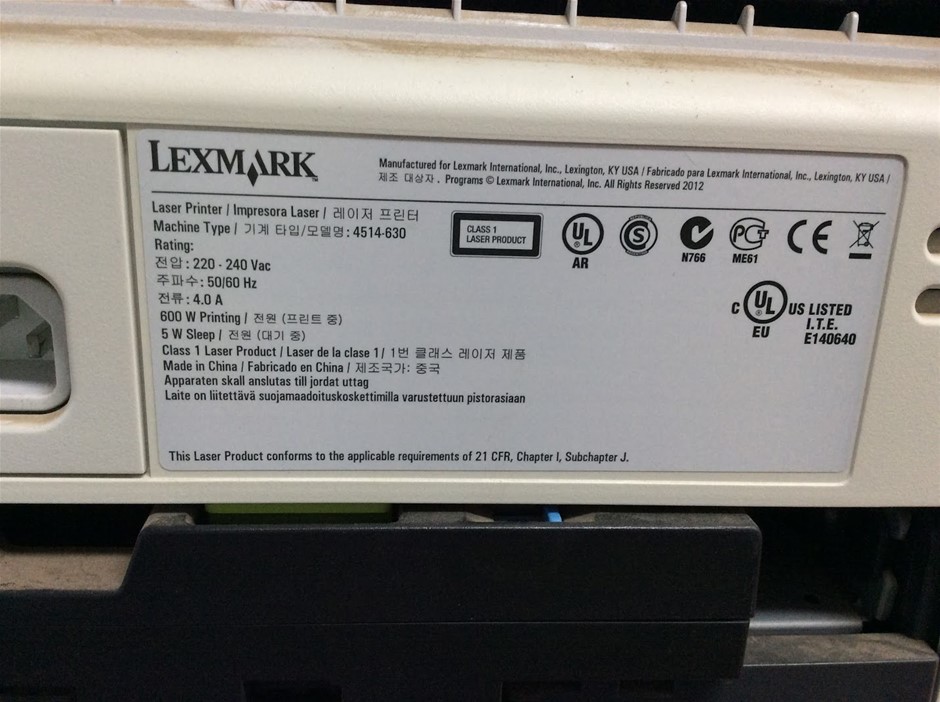 LEXMARK
Manufactured for Lexmark International, Inc., Lexington, KY USA / Fabricado para Lexmark International, Inc., Lexington, KY USA /
제조 대상자. Programs © Lexmark International, Inc. All Rights Reserved 2012
Laser Printer / Impresora Laser / 레이저 프린터
Machine Type / 기계 타입/모델명: 4514-630
Rating:
전압: 220 - 240 Vac
주파수: 50/60 Hz
전류: 4.0 A
600 W Printing / 전원 (프린트 중)
5 W Sleep / 전원 (대기 중)
Class 1 Laser Product / Laser de la clase 1/ 1번 클래스 레이저 제품
Made in China / Fabricado en China / 제조국가: 중국
Apparaten skall anslutas till jordat uttag
Laite on liitettävä suojamaadoituskoskettimilla varustettuun pistorasiaan
This Laser Product conforms to the applicable requirements of 21 CFR, Chapter I, Subchapter J.
CLASS 1
LASER PRODUCT
UL
AR
S
N766
PCT
ME61
CE
C UL US LISTED
EU
I.T.E.
E140640